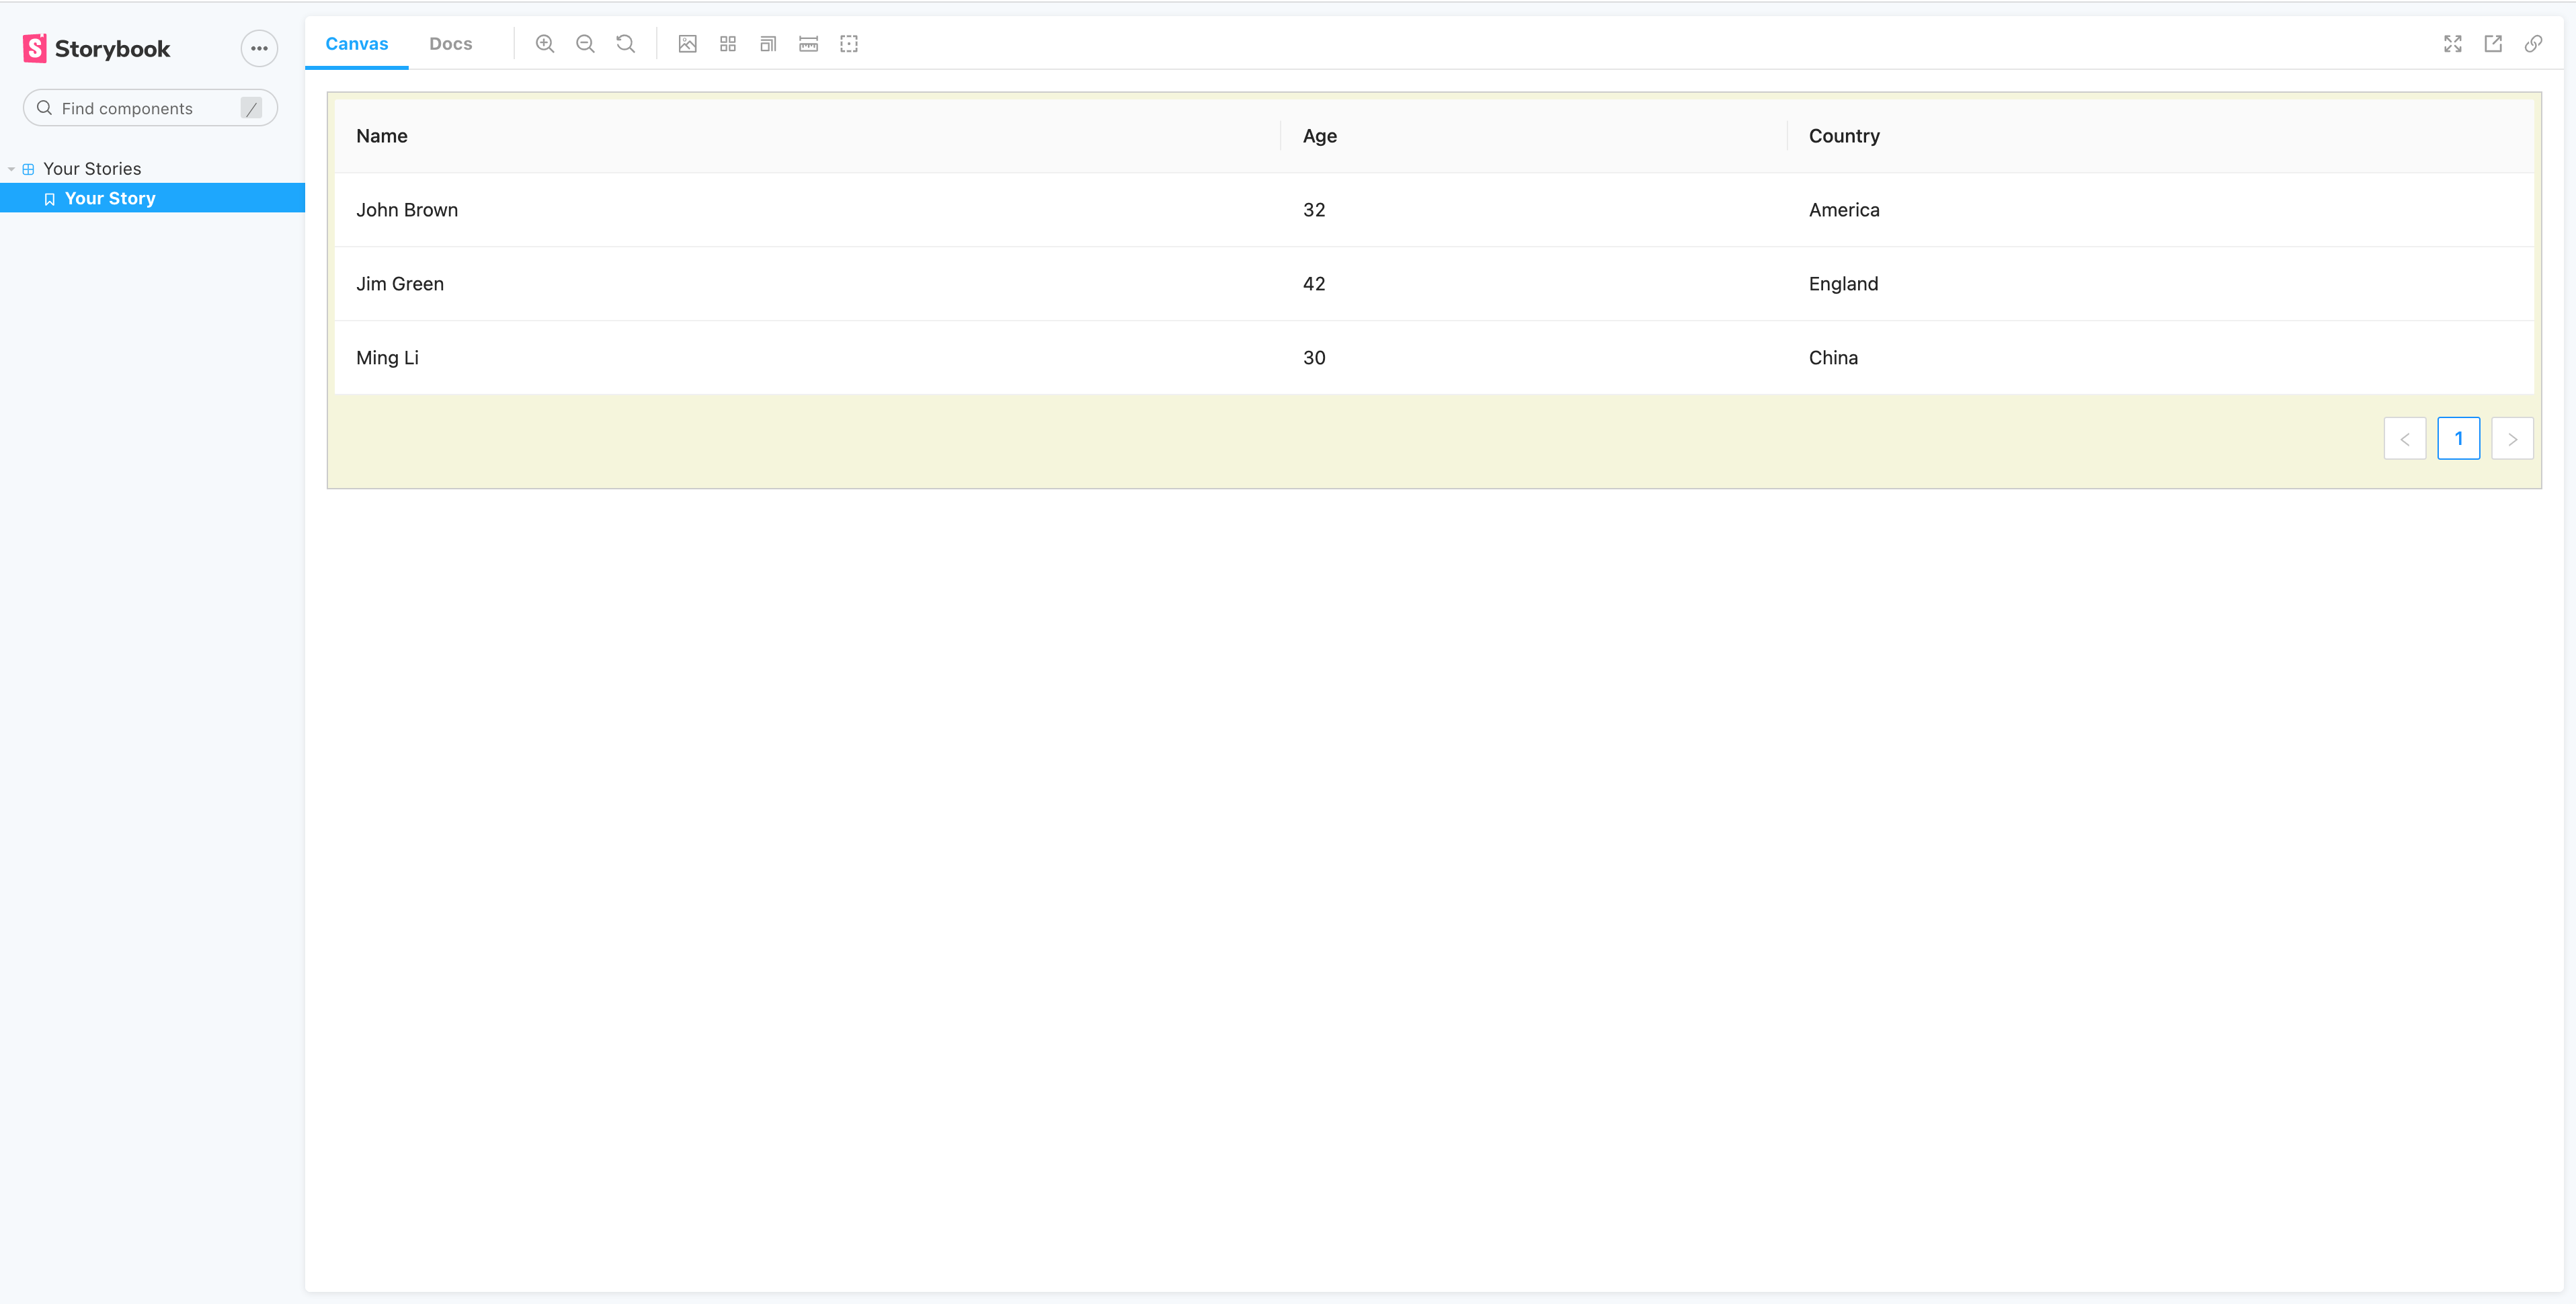 Storybook
Canvas Docs
Find components /
Your Stories
Your Story
Name Age Country
John Brown 32 America
Jim Green 42 England
Ming Li 30 China
1